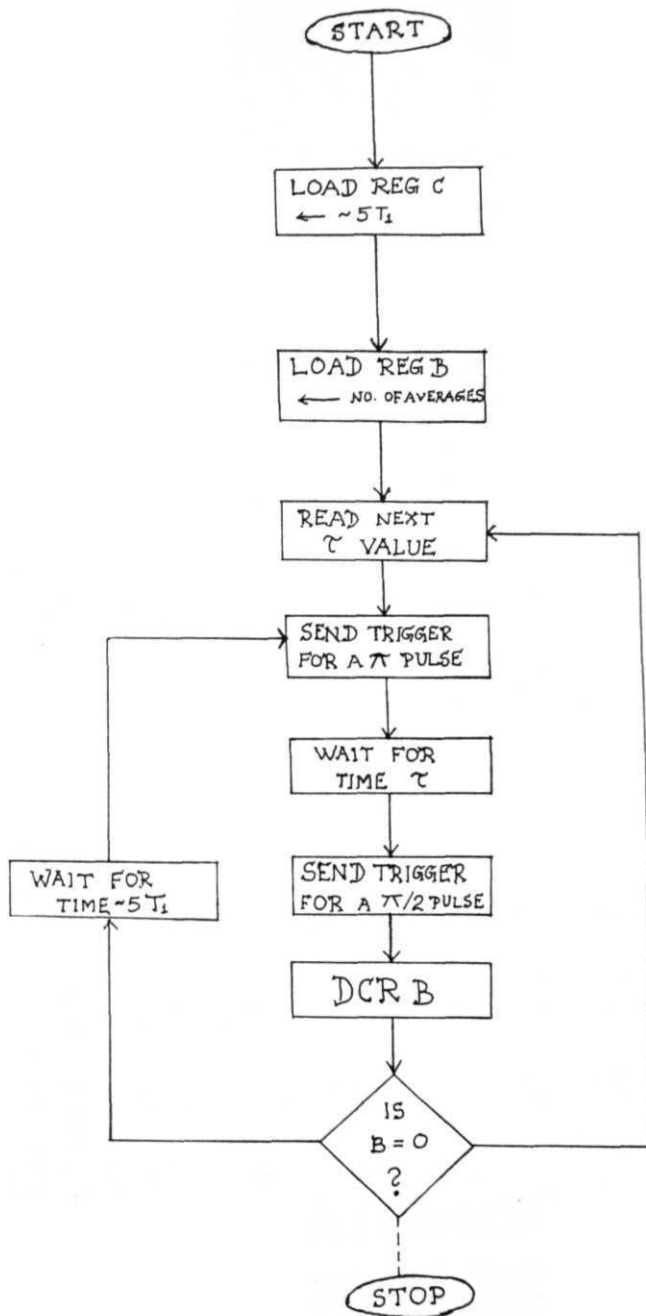 START
LOAD REG C
← ~5T₁
LOAD REG B
← NO. OF AVERAGES
READ NEXT
τ VALUE
SEND TRIGGER
FOR A π PULSE
WAIT FOR
TIME τ
WAIT FOR
TIME ~5T₁
SEND TRIGGER
FOR A π/2 PULSE
DCR B
IS
B = 0
?
STOP